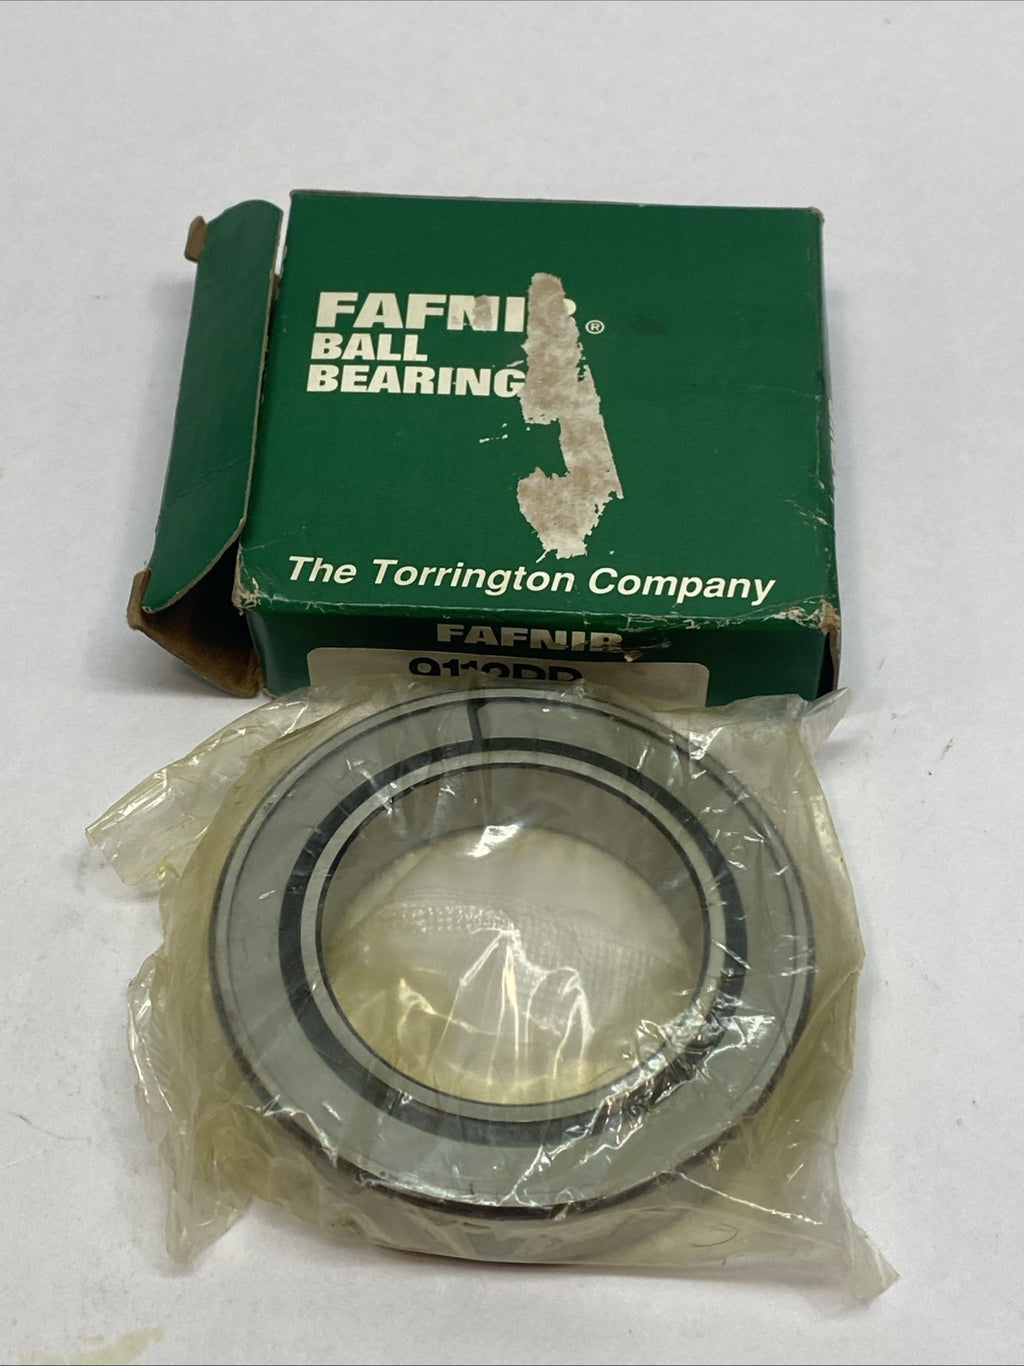 FAFNIR®
BALL
BEARING
The Torrington Company
FAFNIR